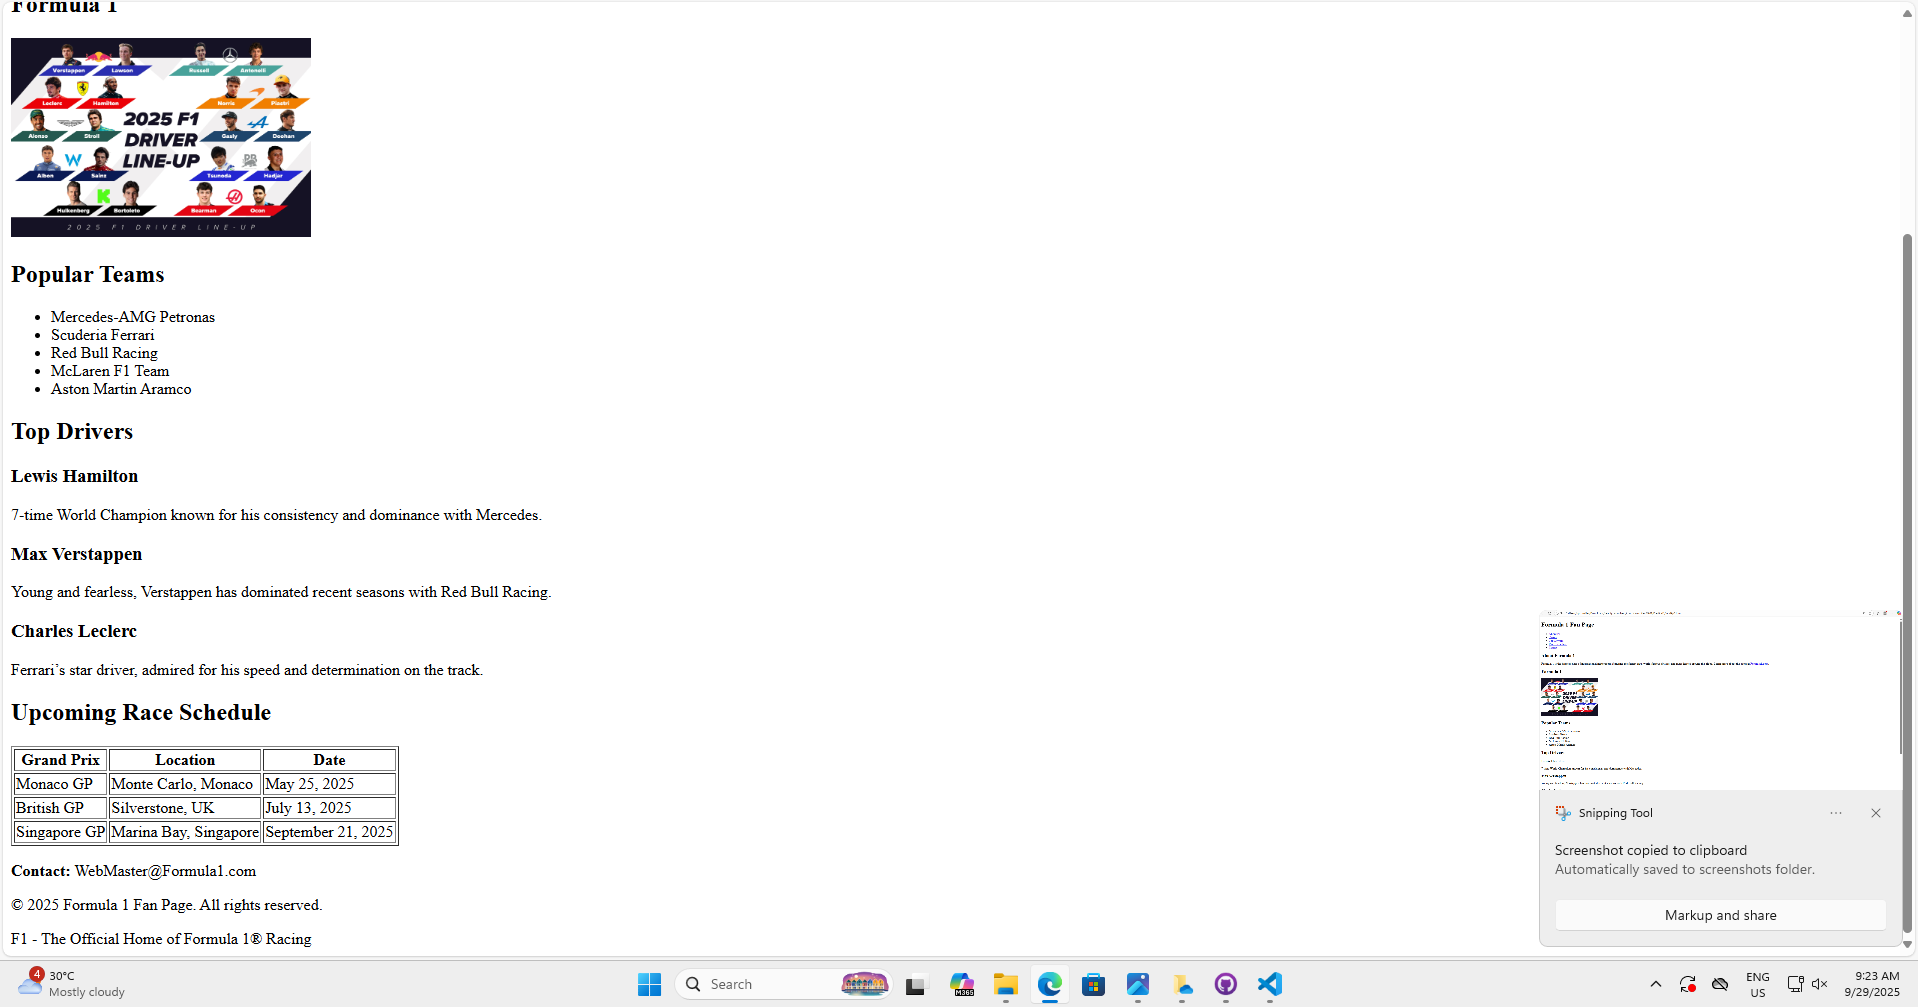 Formula 1
Verstappen Lawson Russell Antonelli
Leclerc Hamilton Norris Piastri
Alonso Stroll Gasly Doohan
Albon Sainz Tsunoda Hadjar
Hulkenberg Bortoleto Bearman Ocon
2025 F1
DRIVER
LINE-UP
2025 F1 DRIVER LINE-UP
Popular Teams
Mercedes-AMG Petronas
Scuderia Ferrari
Red Bull Racing
McLaren F1 Team
Aston Martin Aramco
Top Drivers
Lewis Hamilton
7-time World Champion known for his consistency and dominance with Mercedes.
Max Verstappen
Young and fearless, Verstappen has dominated recent seasons with Red Bull Racing.
Charles Leclerc
Ferrari’s star driver, admired for his speed and determination on the track.
Upcoming Race Schedule
Grand Prix Location Date
Monaco GP Monte Carlo, Monaco May 25, 2025
British GP Silverstone, UK July 13, 2025
Singapore GP Marina Bay, Singapore September 21, 2025
Contact: WebMaster@Formula1.com
© 2025 Formula 1 Fan Page. All rights reserved.
F1 - The Official Home of Formula 1® Racing
Formula 1 Fan Page
Snipping Tool
Screenshot copied to clipboard
Automatically saved to screenshots folder.
Markup and share
4
30°C
Mostly cloudy
Search
M365
ENG
US
9:23 AM
9/29/2025